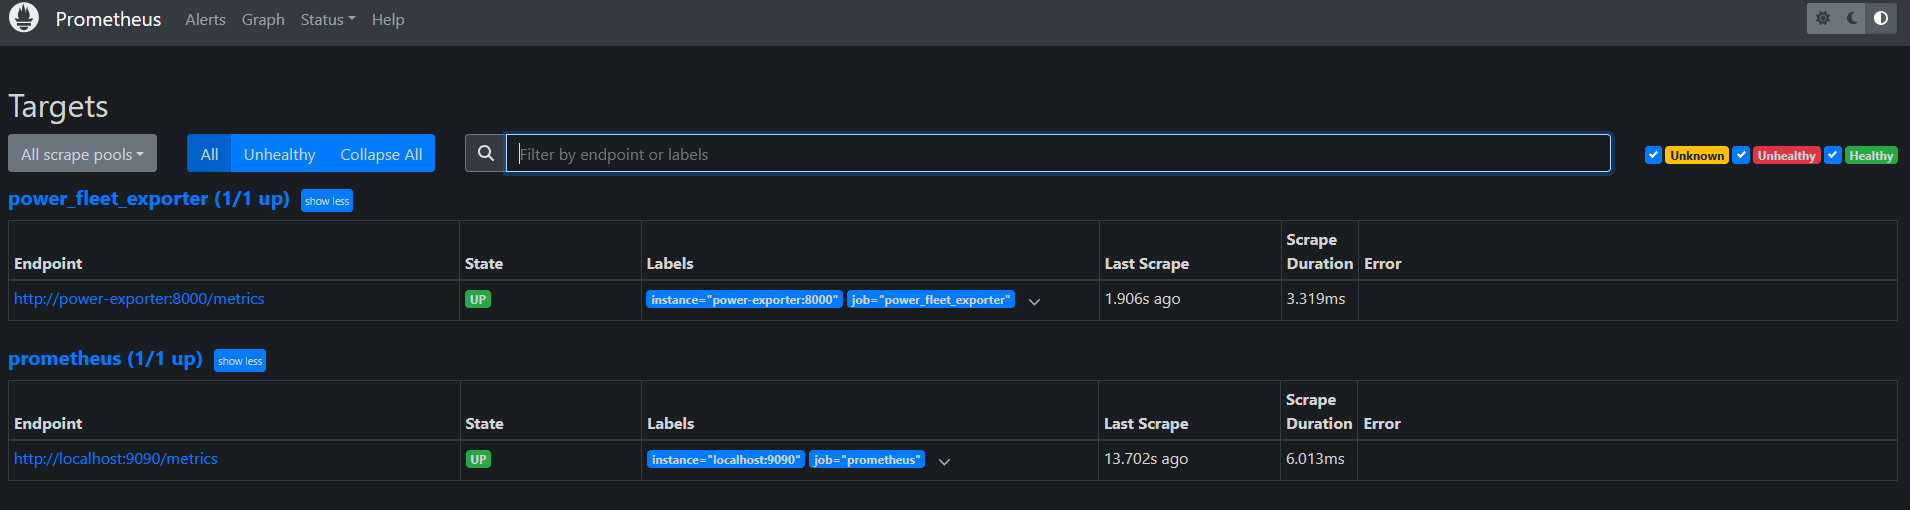 Prometheus Alerts Graph Status Help
Targets
All scrape pools All Unhealthy Collapse All Filter by endpoint or labels Unknown Unhealthy Healthy
power_fleet_exporter (1/1 up) show less
Endpoint State Labels Last Scrape Scrape Duration Error
http://power-exporter:8000/metrics UP instance="power-exporter:8000" job="power_fleet_exporter" 1.906s ago 3.319ms
prometheus (1/1 up) show less
Endpoint State Labels Last Scrape Scrape Duration Error
http://localhost:9090/metrics UP instance="localhost:9090" job="prometheus" 13.702s ago 6.013ms